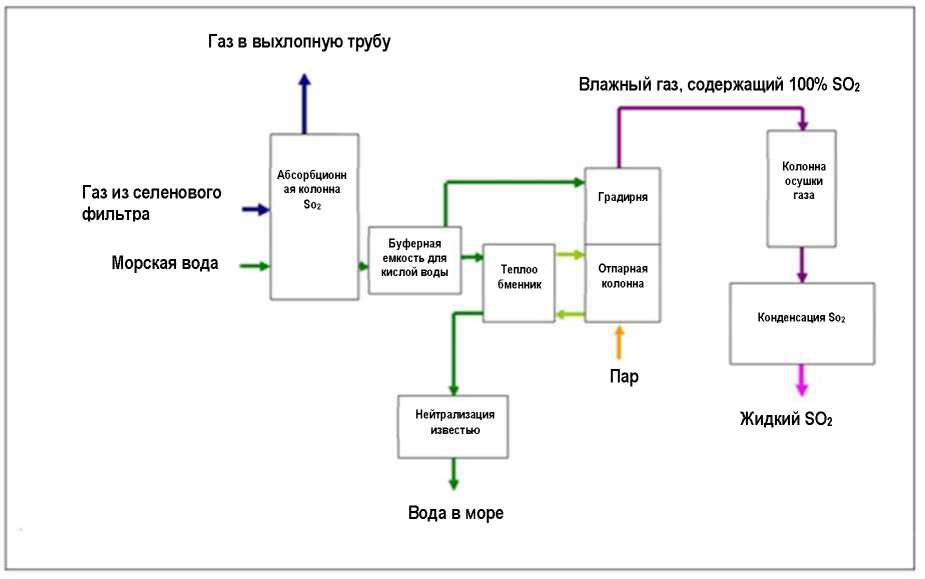 Газ в выхлопную трубу
Влажный газ, содержащий 100% SO₂
Абсорбционн
ая колонна
So₂
Колонна
осушки
газа
Газ из селенового
фильтра
Градирня
Морская вода
Буферная
емкость для
кислой воды
Теплоо
бменник
Отпарная
колонна
Конденсация So₂
Пар
Нейтрализация
известью
Жидкий SO₂
Вода в море